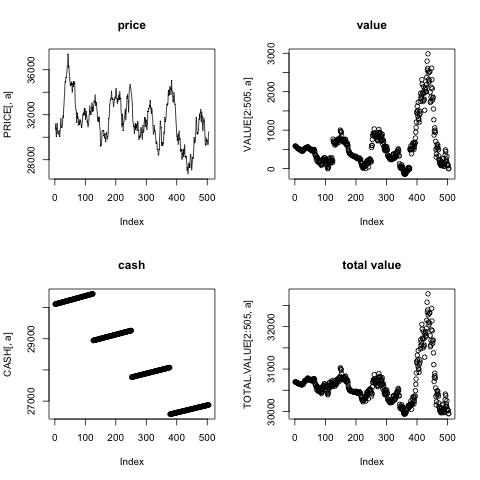 price
PRICE[, a]
28000 32000 36000
0 100 200 300 400 500
Index
value
VALUE[2:505, a]
0 1000 2000 3000
0 100 200 300 400 500
Index
cash
CASH[, a]
27000 29000
0 100 200 300 400 500
Index
total value
TOTAL.VALUE[2:505, a]
30000 31000 32000
0 100 200 300 400 500
Index